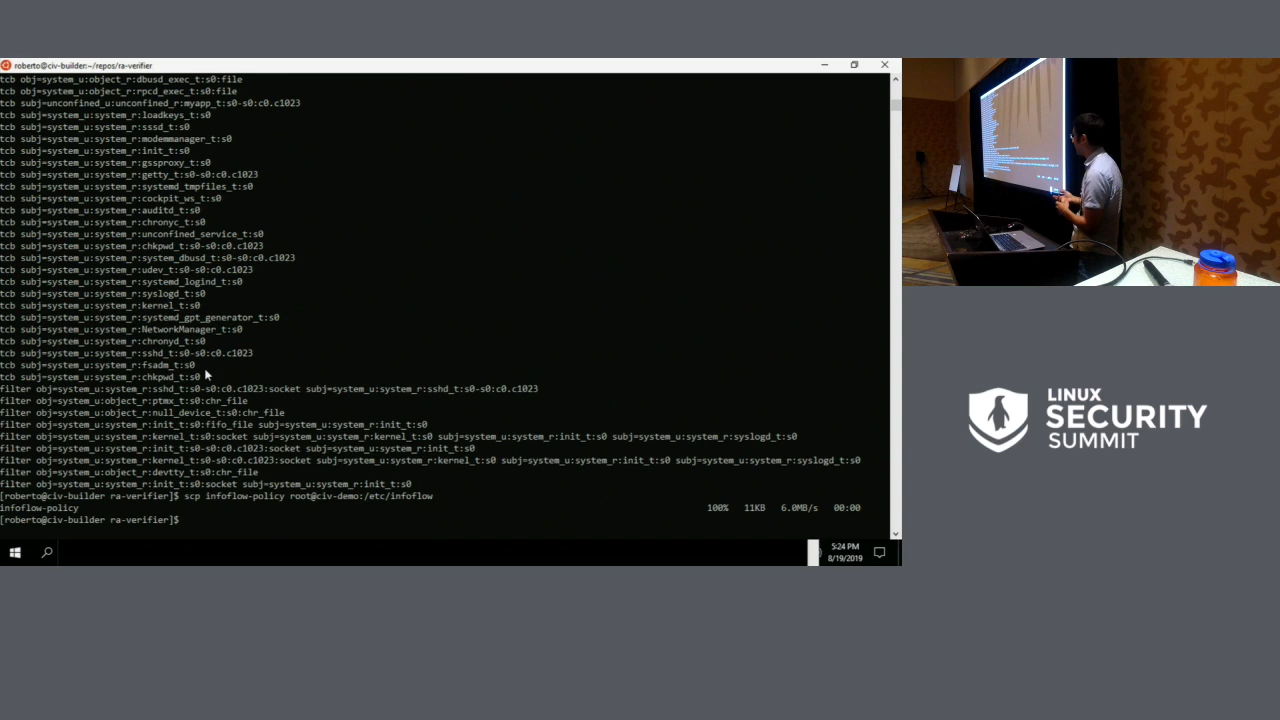 roberto@civ-builder:~/repos/ra-verifier
tcb obj=system_u:object_r:dbusd_exec_t:s0:file
tcb obj=system_u:object_r:rpcd_exec_t:s0:file
tcb subj=unconfined_u:unconfined_r:myapp_t:s0-s0:c0.c1023
tcb subj=system_u:system_r:loadkeys_t:s0
tcb subj=system_u:system_r:sssd_t:s0
tcb subj=system_u:system_r:modemmanager_t:s0
tcb subj=system_u:system_r:init_t:s0
tcb subj=system_u:system_r:gssproxy_t:s0
tcb subj=system_u:system_r:getty_t:s0-s0:c0.c1023
tcb subj=system_u:system_r:systemd_tmpfiles_t:s0
tcb subj=system_u:system_r:cockpit_ws_t:s0
tcb subj=system_u:system_r:auditd_t:s0
tcb subj=system_u:system_r:chronyc_t:s0
tcb subj=system_u:system_r:unconfined_service_t:s0
tcb subj=system_u:system_r:chkpwd_t:s0-s0:c0.c1023
tcb subj=system_u:system_r:system_dbusd_t:s0-s0:c0.c1023
tcb subj=system_u:system_r:udev_t:s0-s0:c0.c1023
tcb subj=system_u:system_r:systemd_logind_t:s0
tcb subj=system_u:system_r:syslogd_t:s0
tcb subj=system_u:system_r:kernel_t:s0
tcb subj=system_u:system_r:systemd_gpt_generator_t:s0
tcb subj=system_u:system_r:NetworkManager_t:s0
tcb subj=system_u:system_r:chronyd_t:s0
tcb subj=system_u:system_r:sshd_t:s0-s0:c0.c1023
tcb subj=system_u:system_r:fsadm_t:s0
tcb subj=system_u:system_r:chkpwd_t:s0
filter obj=system_u:system_r:sshd_t:s0-s0:c0.c1023:socket subj=system_u:system_r:sshd_t:s0-s0:c0.c1023
filter obj=system_u:object_r:ptmx_t:s0:chr_file
filter obj=system_u:object_r:null_device_t:s0:chr_file
filter obj=system_u:system_r:init_t:s0:fifo_file subj=system_u:system_r:init_t:s0
filter obj=system_u:system_r:kernel_t:s0:socket subj=system_u:system_r:kernel_t:s0 subj=system_u:system_r:init_t:s0 subj=system_u:system_r:syslogd_t:s0
filter obj=system_u:system_r:init_t:s0-s0:c0.c1023:socket subj=system_u:system_r:init_t:s0
filter obj=system_u:system_r:kernel_t:s0-s0:c0.c1023:socket subj=system_u:system_r:kernel_t:s0 subj=system_u:system_r:init_t:s0 subj=system_u:system_r:syslogd_t:s0
filter obj=system_u:object_r:devtty_t:s0:chr_file
filter obj=system_u:system_r:init_t:s0:socket subj=system_u:system_r:init_t:s0
[roberto@civ-builder ra-verifier]$ scp infoflow-policy root@civ-demo:/etc/infoflow
infoflow-policy 100% 11KB 6.0MB/s 00:00
[roberto@civ-builder ra-verifier]$
5:24 PM
8/19/2019
LINUX
SECURITY
SUMMIT